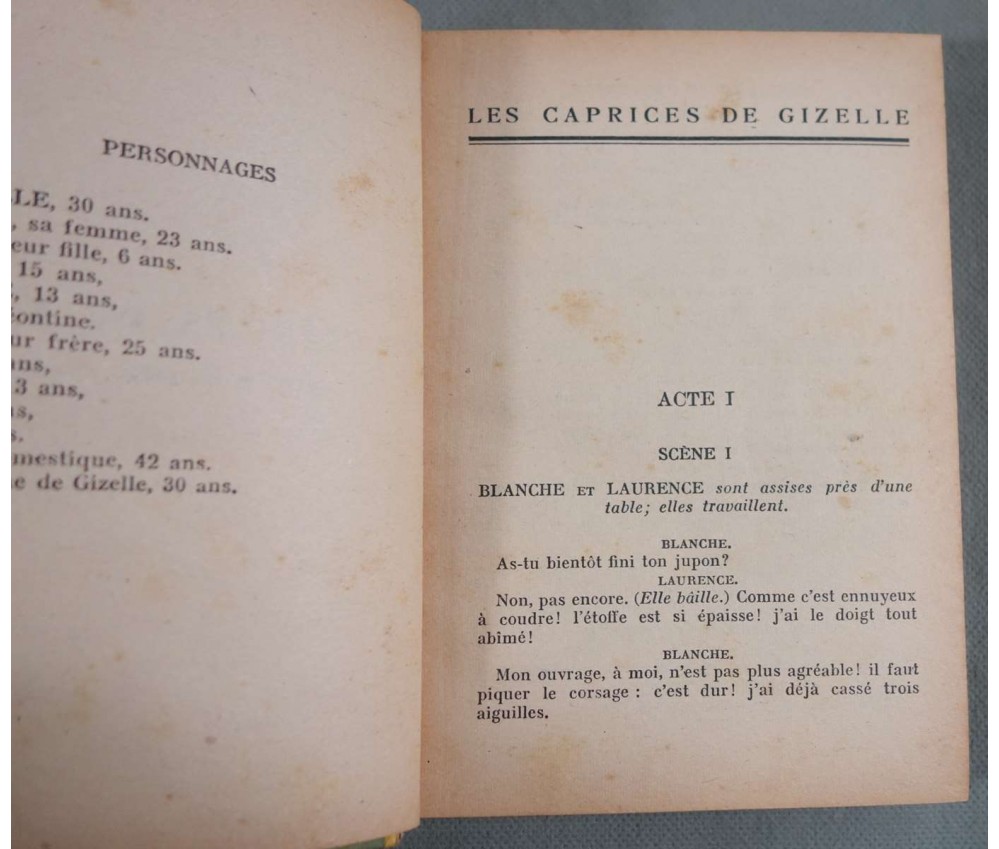 PERSONNAGES
LE, 30 ans.
, sa femme, 23 ans.
eur fille, 6 ans.
15 ans,
, 13 ans,
ontine.
ur frère, 25 ans.
ns,
3 ans,
s,
s.
mestique, 42 ans.
e de Gizelle, 30 ans.
LES CAPRICES DE GIZELLE
ACTE I
SCÈNE I
BLANCHE ET LAURENCE sont assises près d'une
table; elles travaillent.
BLANCHE.
As-tu bientôt fini ton jupon?
LAURENCE.
Non, pas encore. (Elle bâille.) Comme c'est ennuyeux
à coudre! l'étoffe est si épaisse! j'ai le doigt tout
abîmé!
BLANCHE.
Mon ouvrage, à moi, n'est pas plus agréable! il faut
piquer le corsage : c'est dur! j'ai déjà cassé trois
aiguilles.